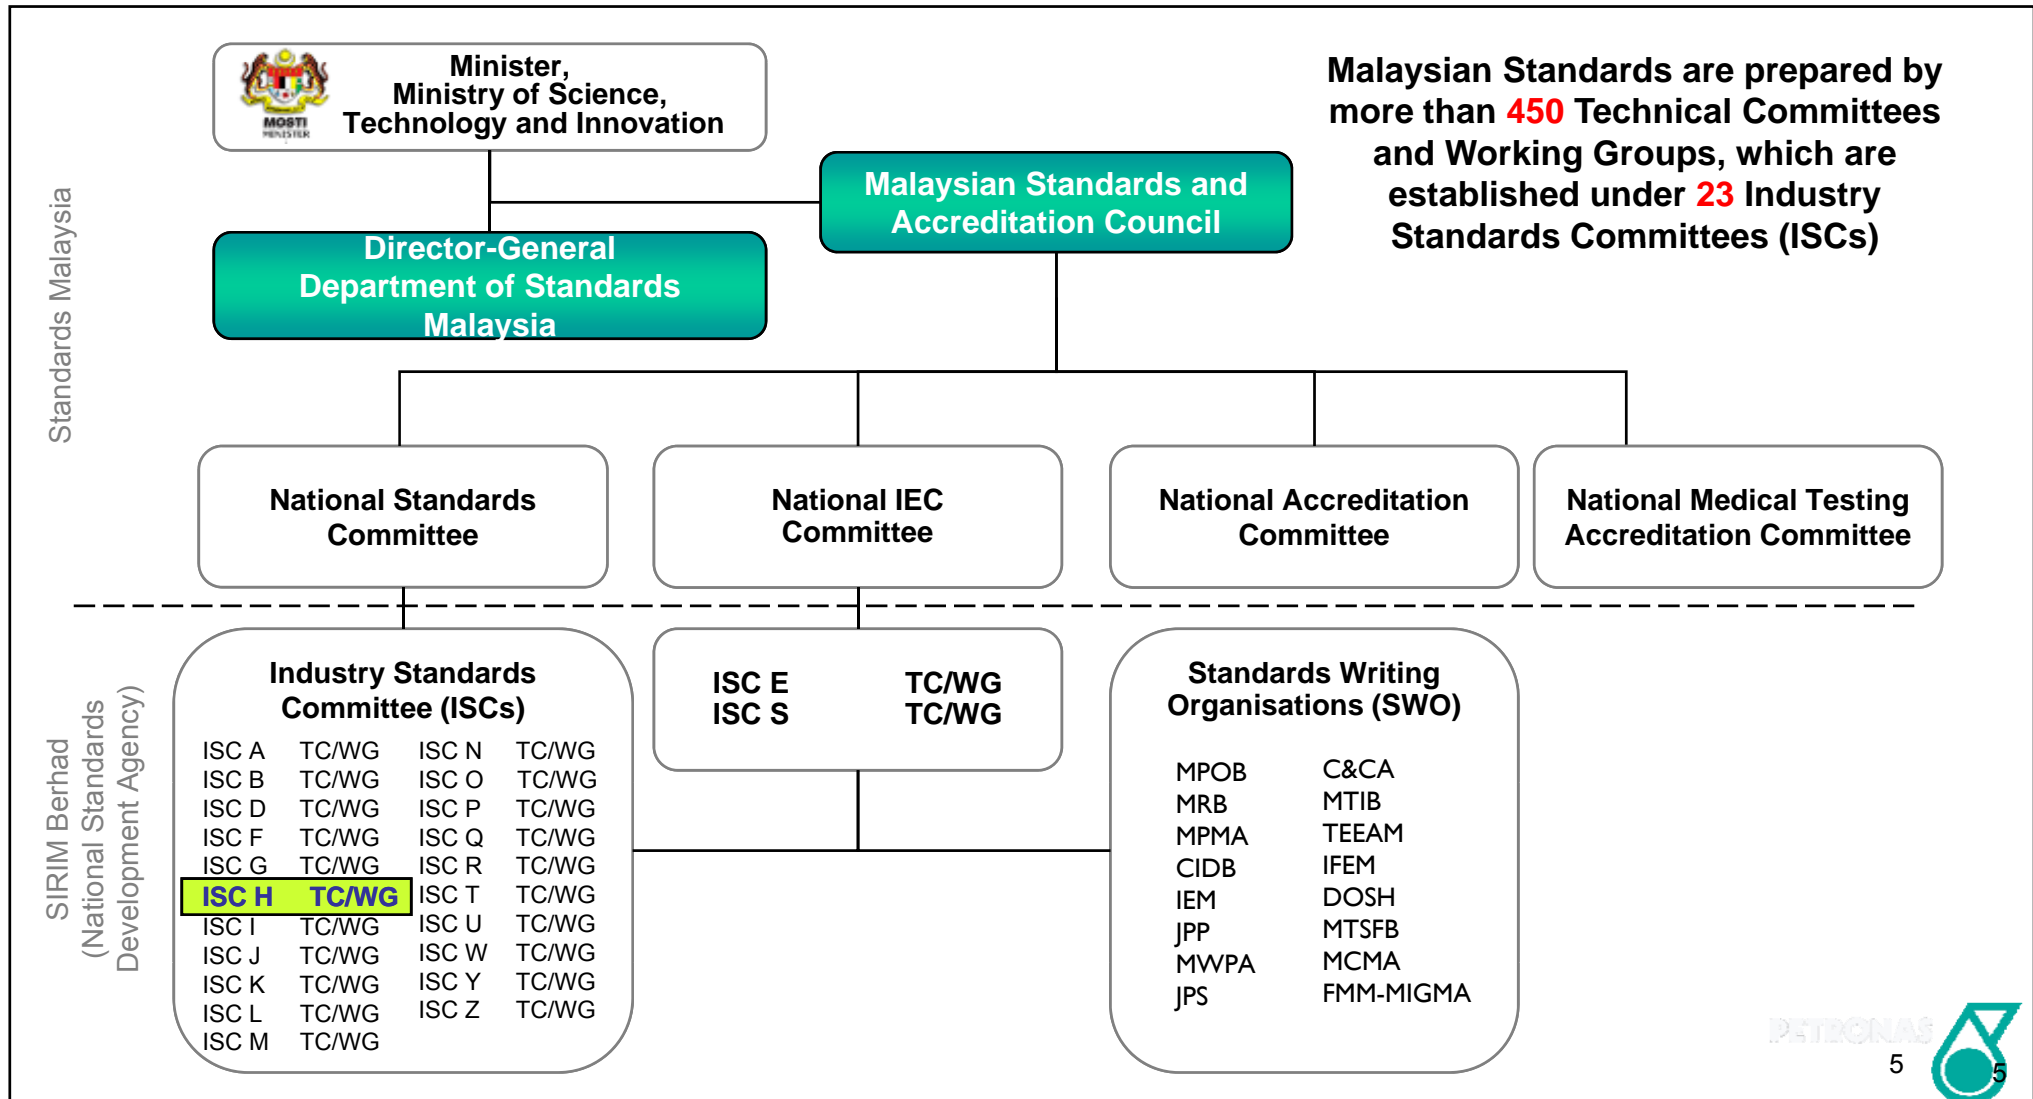 Minister,
Ministry of Science,
Technology and Innovation
MOSTI
MINISTER
Malaysian Standards are prepared by
more than 450 Technical Committees
and Working Groups, which are
established under 23 Industry
Standards Committees (ISCs)
Malaysian Standards and
Accreditation Council
Director-General
Department of Standards
Malaysia
Standards Malaysia
National Standards
Committee
National IEC
Committee
National Accreditation
Committee
National Medical Testing
Accreditation Committee
SIRIM Berhad
(National Standards
Development Agency)
Industry Standards
Committee (ISCs)
ISC A TC/WG ISC N TC/WG
ISC B TC/WG ISC O TC/WG
ISC D TC/WG ISC P TC/WG
ISC F TC/WG ISC Q TC/WG
ISC G TC/WG ISC R TC/WG
ISC H TC/WG ISC T TC/WG
ISC I TC/WG ISC U TC/WG
ISC J TC/WG ISC W TC/WG
ISC K TC/WG ISC Y TC/WG
ISC L TC/WG ISC Z TC/WG
ISC M TC/WG
ISC E TC/WG
ISC S TC/WG
Standards Writing
Organisations (SWO)
MPOB C&CA
MRB MTIB
MPMA TEEAM
CIDB IFEM
IEM DOSH
JPP MTSFB
MWPA MCMA
JPS FMM-MIGMA
PETRONAS
5
5